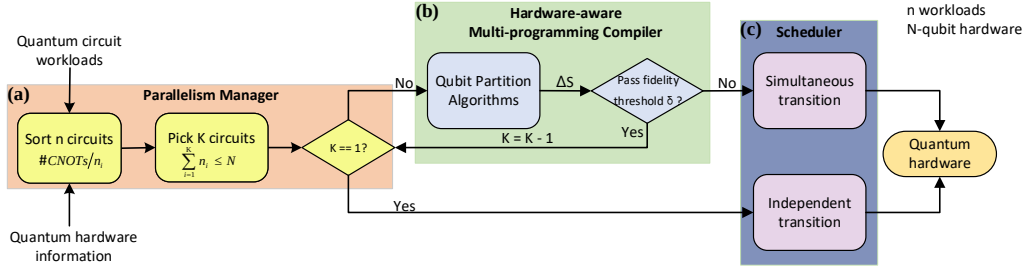 Quantum circuit
workloads
(a)
Parallelism Manager
Sort n circuits
#CNOTs/nᵢ
Pick K circuits
K
∑ nᵢ ≤ N
i=1
K == 1?
Quantum hardware
information
No
Yes
(b)
Hardware-aware
Multi-programming Compiler
Qubit Partition
Algorithms
ΔS
Pass fidelity
threshold δ ?
Yes
K = K - 1
No
(c)
Scheduler
Simultaneous
transition
Independent
transition
n workloads
N-qubit hardware
Quantum
hardware